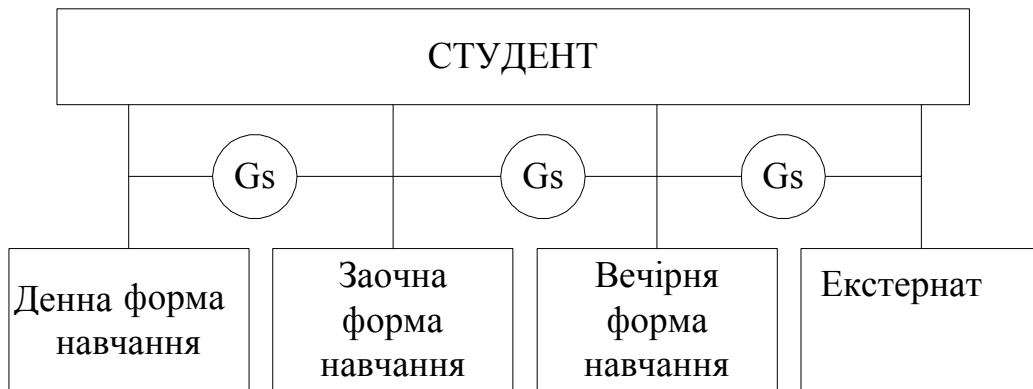 СТУДЕНТ
Gs
Gs
Gs
Денна форма
навчання
Заочна
форма
навчання
Вечірня
форма
навчання
Екстернат